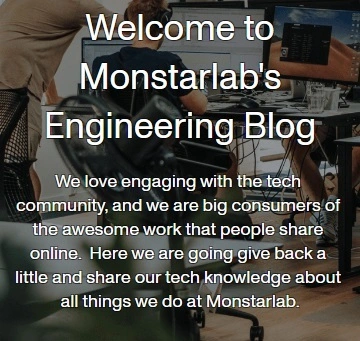 Welcome to
Monstarlab's
Engineering Blog
We love engaging with the tech
community, and we are big consumers of
the awesome work that people share
online.  Here we are going give back a
little and share our tech knowledge about
all things we do at Monstarlab.